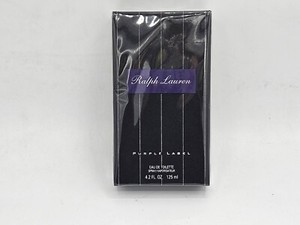 Ralph Lauren
PURPLE LABEL
EAU DE TOILETTE
SPRAY/VAPORISATEUR
4.2 FL. OZ 125 ml